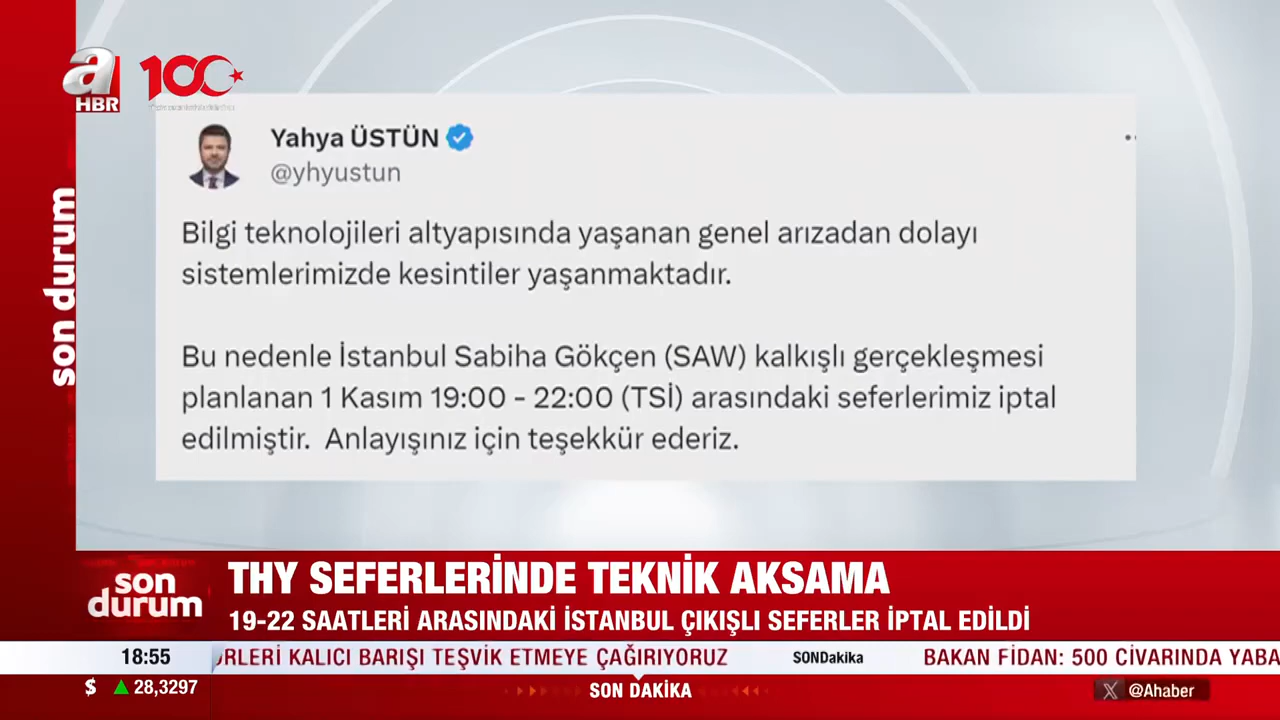 a
HBR
100
son durum
Yahya ÜSTÜN
@yhyustun
Bilgi teknolojileri altyapısında yaşanan genel arızadan dolayı
sistemlerimizde kesintiler yaşanmaktadır.
Bu nedenle İstanbul Sabiha Gökçen (SAW) kalkışlı gerçekleşmesi
planlanan 1 Kasım 19:00 - 22:00 (TSİ) arasındaki seferlerimiz iptal
edilmiştir. Anlayışınız için teşekkür ederiz.
son
durum
THY SEFERLERİNDE TEKNİK AKSAMA
19-22 SAATLERİ ARASINDAKİ İSTANBUL ÇIKIŞLI SEFERLER İPTAL EDİLDİ
18:55 RLERİ KALICI BARIŞI TEŞVİK ETMEYE ÇAĞIRIYORUZ SONDakika BAKAN FİDAN: 500 CİVARINDA YABA
$ 28,3297 SON DAKİKA X @Ahaber